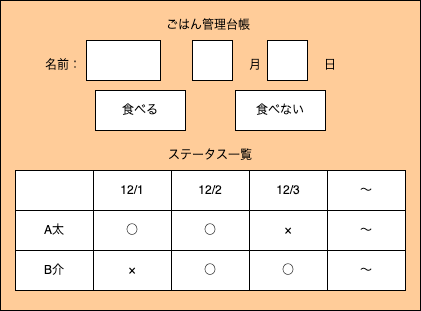 ごはん管理台帳
名前： 月 日
食べる 食べない
ステータス一覧
12/1 12/2 12/3 〜
A太 ○ ○ × 〜
B介 × ○ ○ 〜